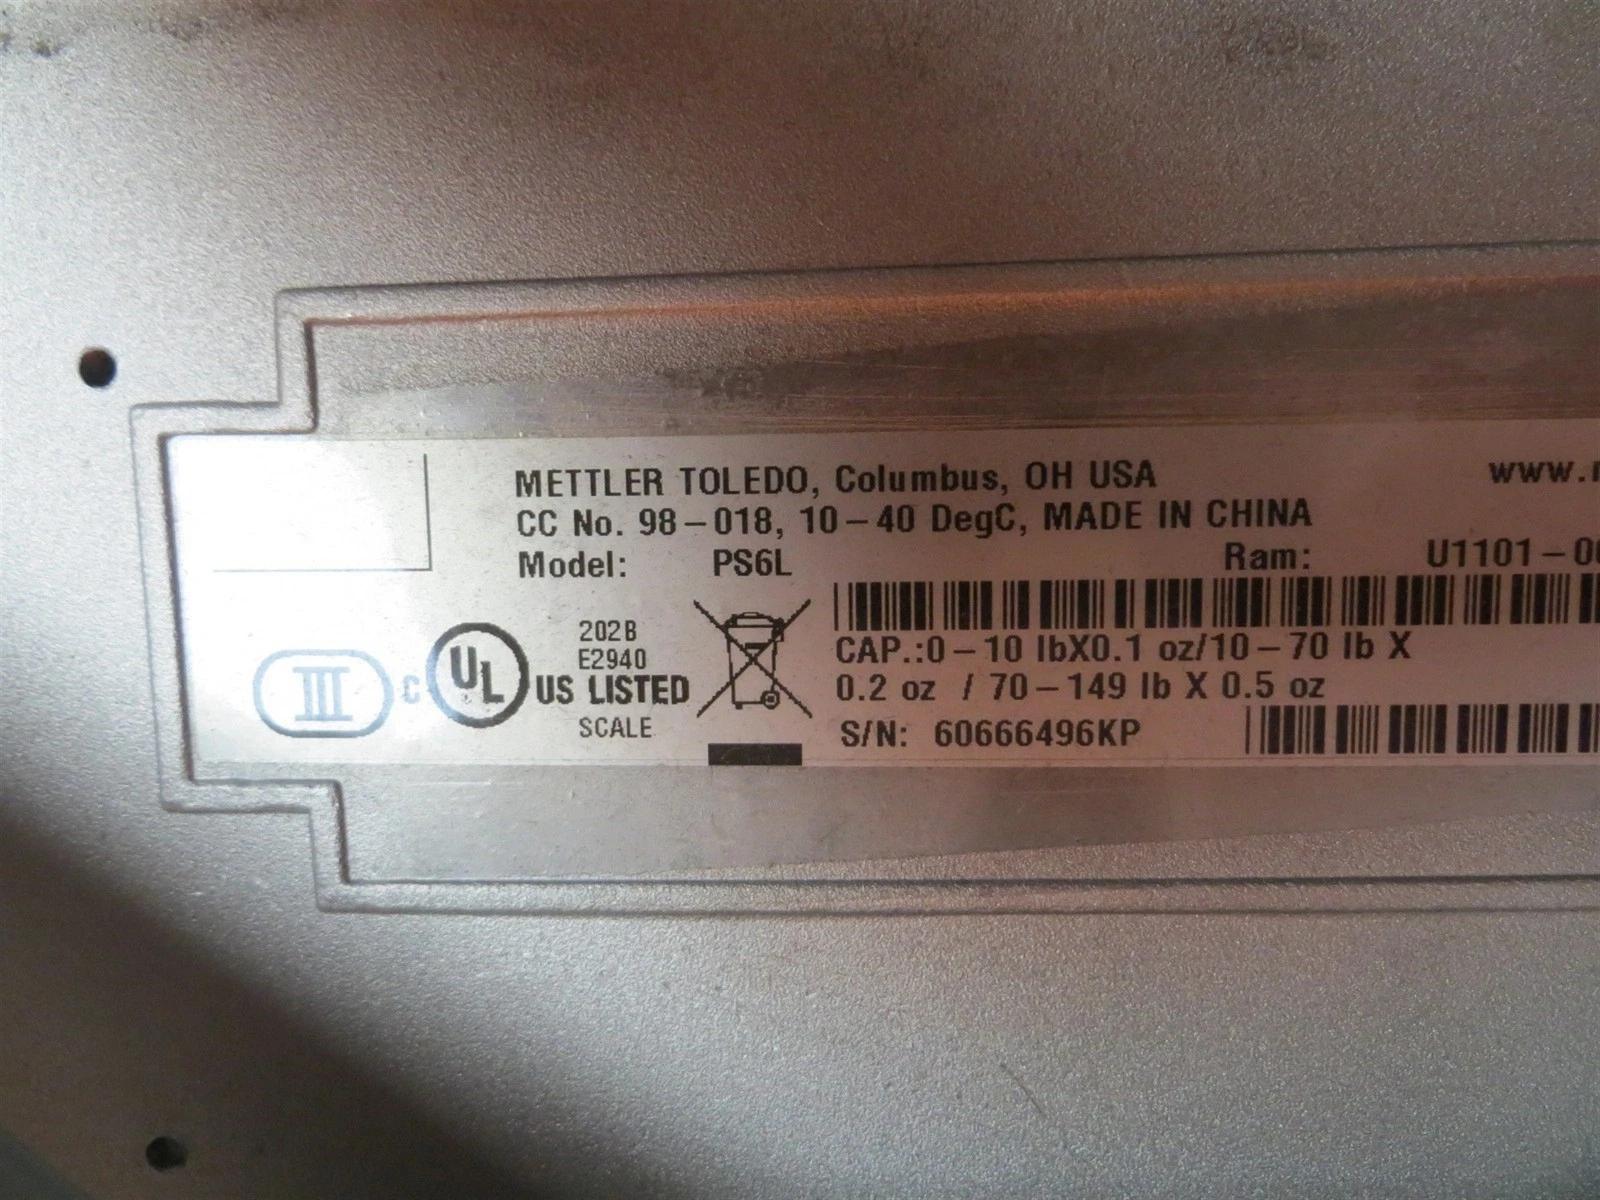 METTLER TOLEDO, Columbus, OH USA
CC No. 98-018, 10-40 DegC, MADE IN CHINA
Model: PS6L
Ram:
III
C UL US LISTED
202B
E2940
SCALE
CAP.:0-10 lbX0.1 oz/10-70 lb X
0.2 oz / 70-149 lb X 0.5 oz
S/N: 60666496KP